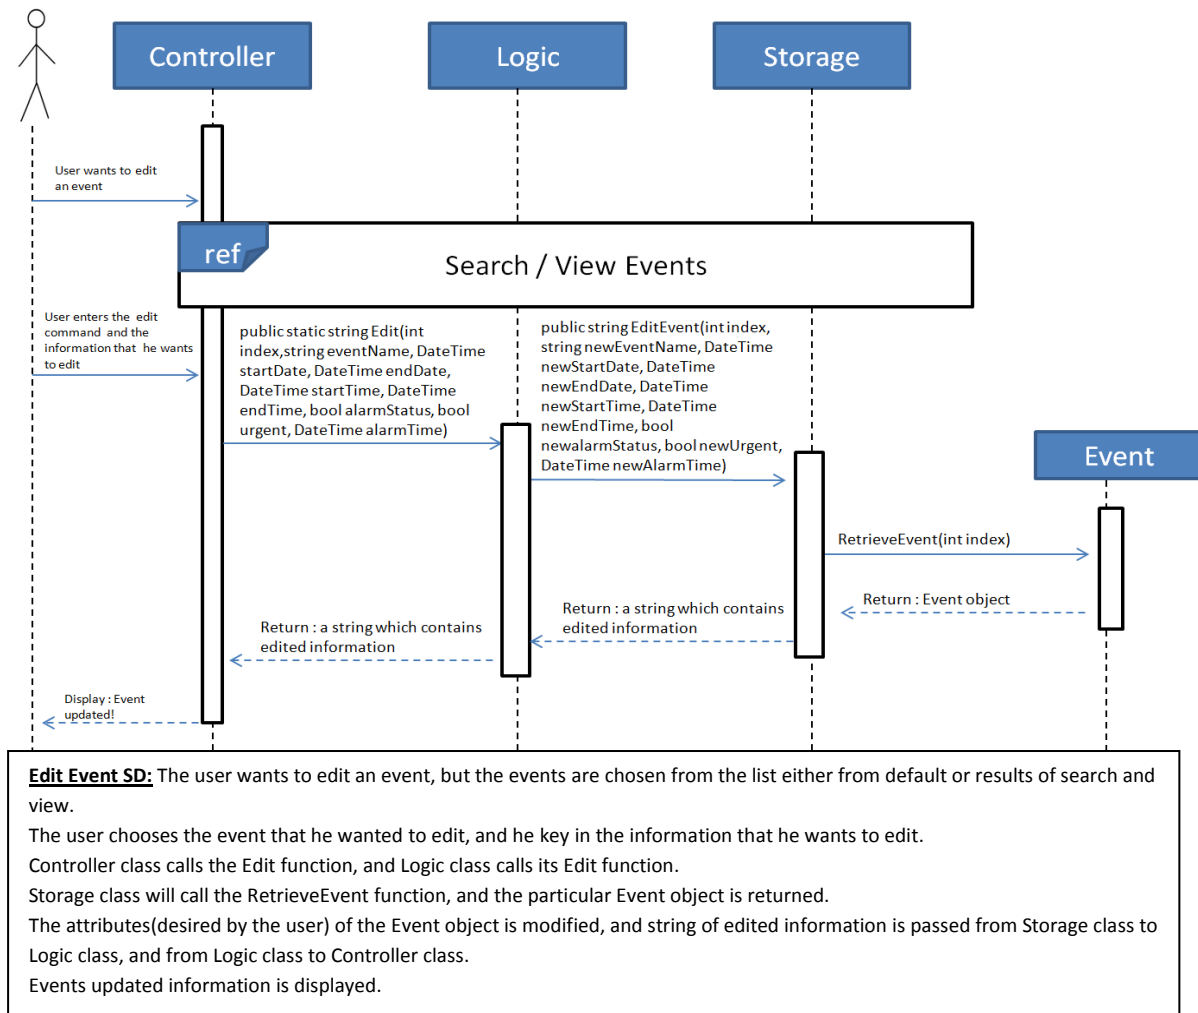 Controller
Logic
Storage
User wants to edit
an event
ref
Search / View Events
User enters the edit
command and the
information that he wants
to edit
public static string Edit(int
index,string eventName, DateTime
startDate, DateTime endDate,
DateTime startTime, DateTime
endTime, bool alarmStatus, bool
urgent, DateTime alarmTime)
public string EditEvent(int index,
string newEventName, DateTime
newStartDate, DateTime
newEndDate, DateTime
newStartTime, DateTime
newEndTime, bool
newalarmStatus, bool newUrgent,
DateTime newAlarmTime)
Event
RetrieveEvent(int index)
Return : Event object
Return : a string which contains
edited information
Return : a string which contains
edited information
Display : Event
updated!
Edit Event SD: The user wants to edit an event, but the events are chosen from the list either from default or results of search and
view.
The user chooses the event that he wanted to edit, and he key in the information that he wants to edit.
Controller class calls the Edit function, and Logic class calls its Edit function.
Storage class will call the RetrieveEvent function, and the particular Event object is returned.
The attributes(desired by the user) of the Event object is modified, and string of edited information is passed from Storage class to
Logic class, and from Logic class to Controller class.
Events updated information is displayed.